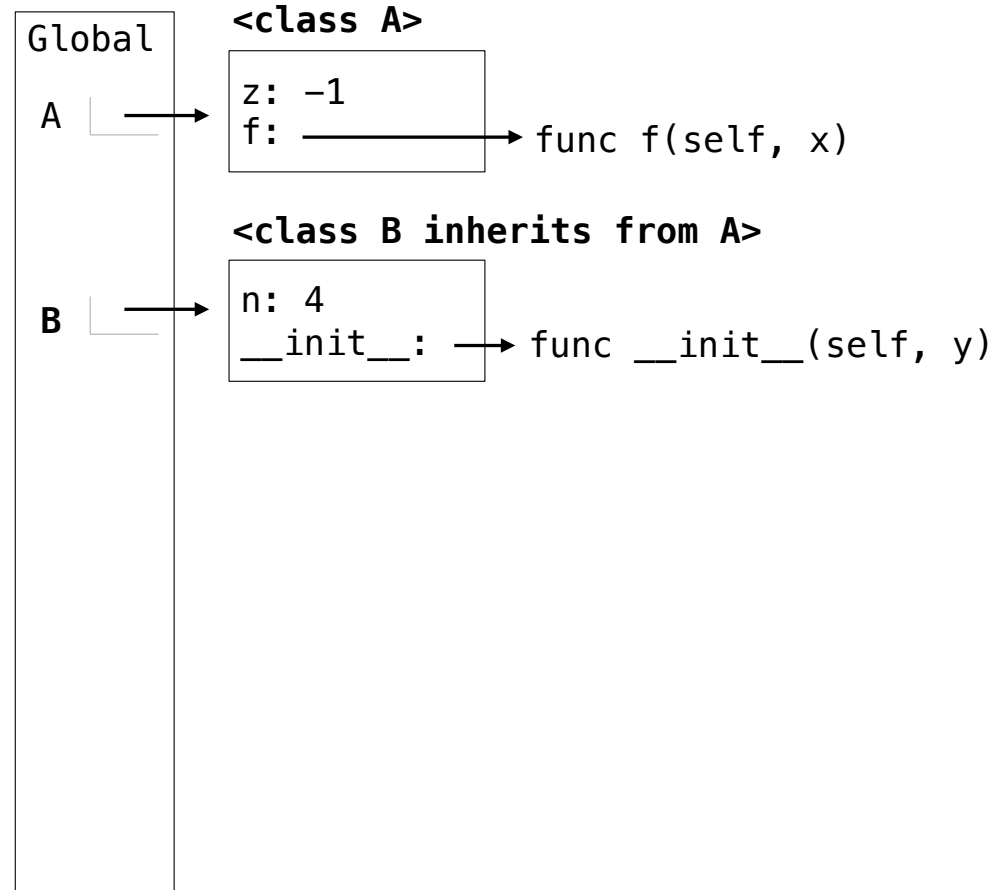 Global
<class A>
A
z: −1
f:
func f(self, x)
<class B inherits from A>
B
n: 4
__init__:
func __init__(self, y)